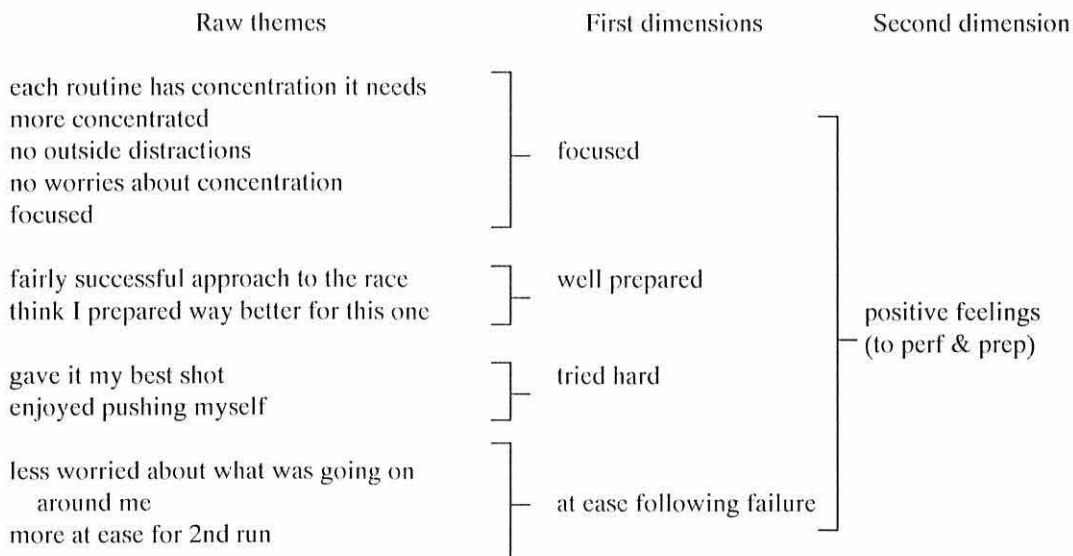 Raw themes First dimensions Second dimension
each routine has concentration it needs
more concentrated
no outside distractions
no worries about concentration
focused
focused
fairly successful approach to the race
think I prepared way better for this one
well prepared
gave it my best shot
enjoyed pushing myself
tried hard
less worried about what was going on
around me
more at ease for 2nd run
at ease following failure
positive feelings
(to perf & prep)